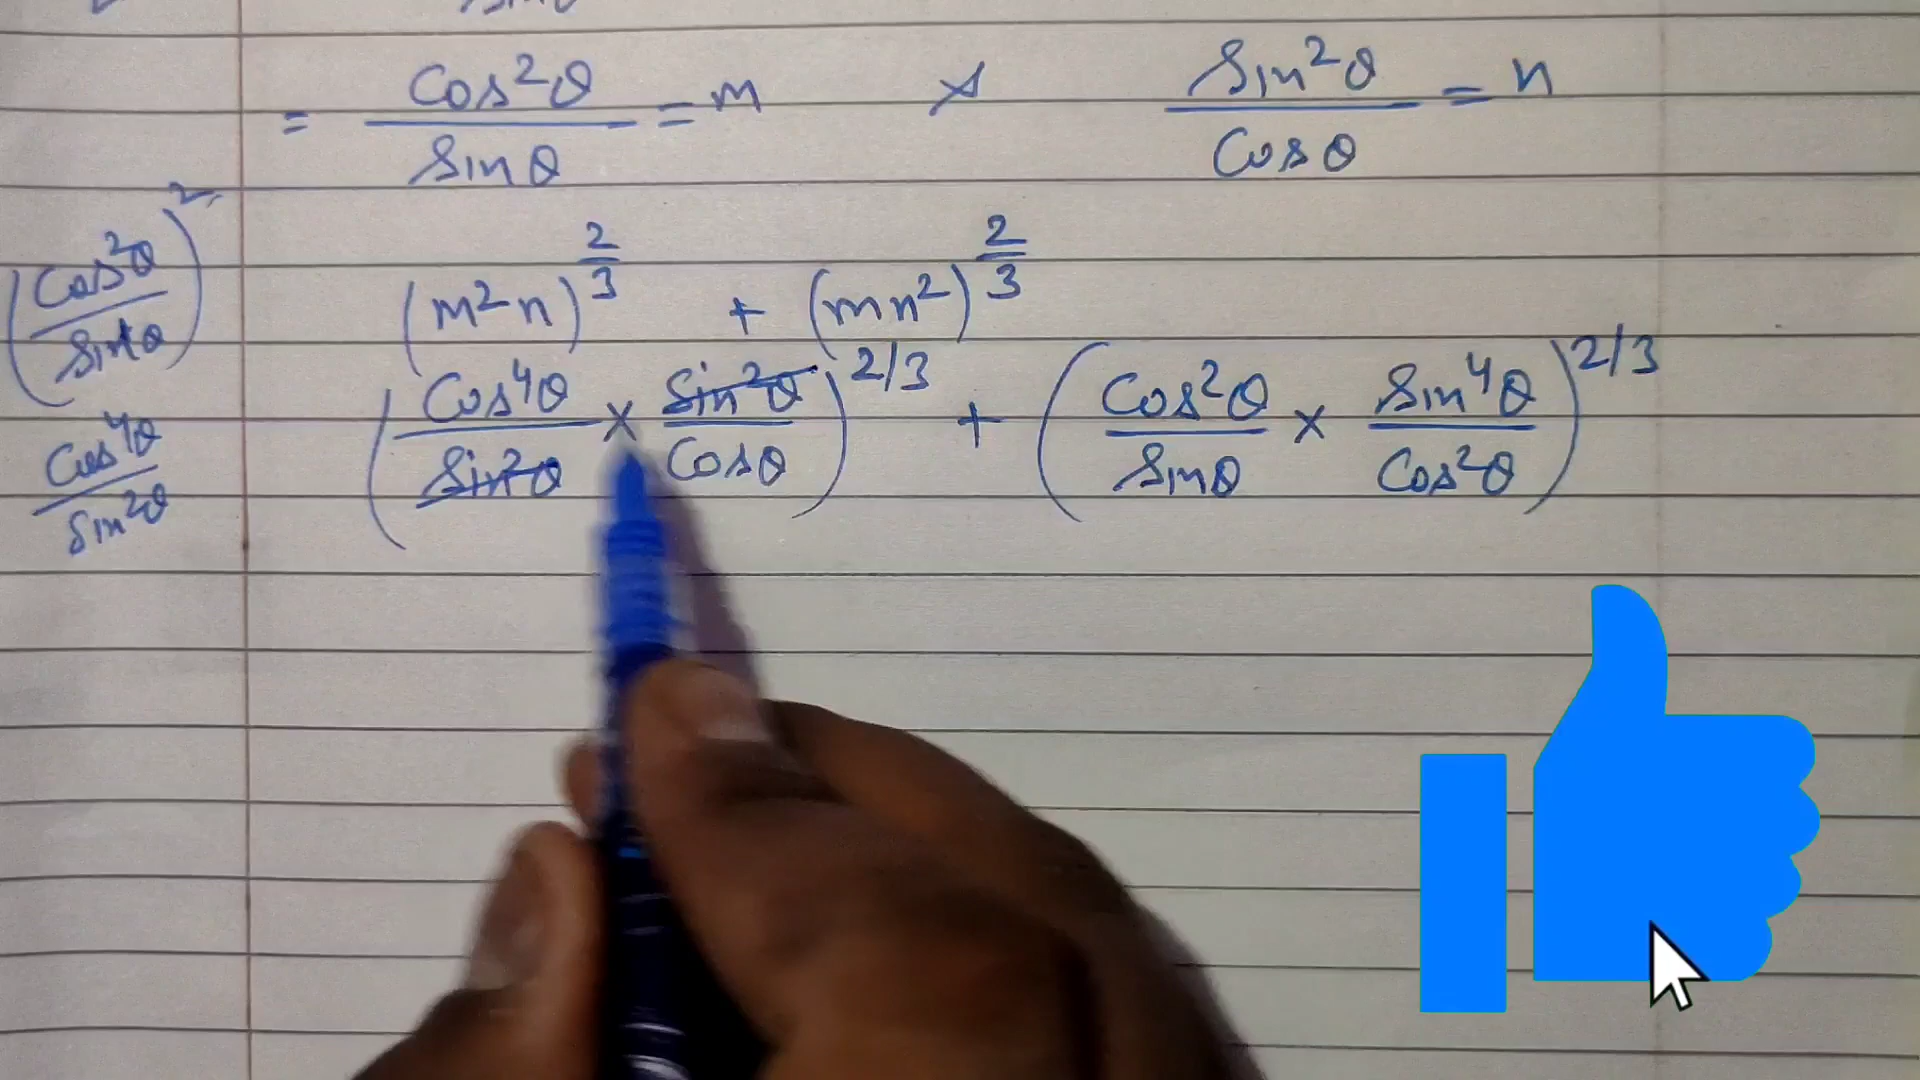 = Cos²θ / Sinθ = m & Sin²θ / Cosθ = n
(m²n)^2/3 + (mn²)^2/3
(Cos⁴θ / Sin²θ × Sin²θ / Cosθ)^2/3 + (Cos²θ / Sinθ × Sin⁴θ / Cos²θ)^2/3
(Cos²θ / Sinθ)²
Cos⁴θ / Sin²θ